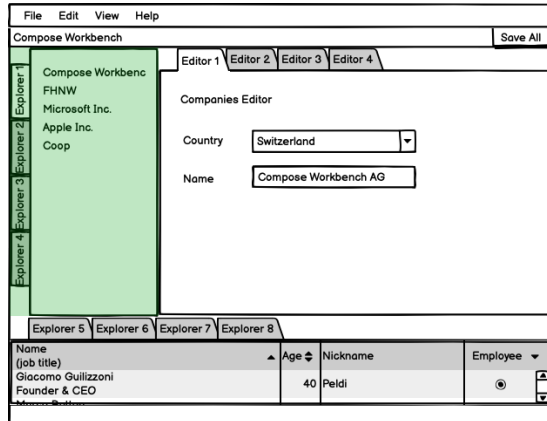 File Edit View Help
Compose Workbench Save All
Editor 1 Editor 2 Editor 3 Editor 4
Explorer 1
Explorer 2
Explorer 3
Explorer 4
Compose Workbenc
FHNW
Microsoft Inc.
Apple Inc.
Coop
Companies Editor
Country Switzerland
Name Compose Workbench AG
Explorer 5 Explorer 6 Explorer 7 Explorer 8
Name
(job title) Age Nickname Employee
Giacomo Guilizzoni
Founder & CEO 40 Peldi